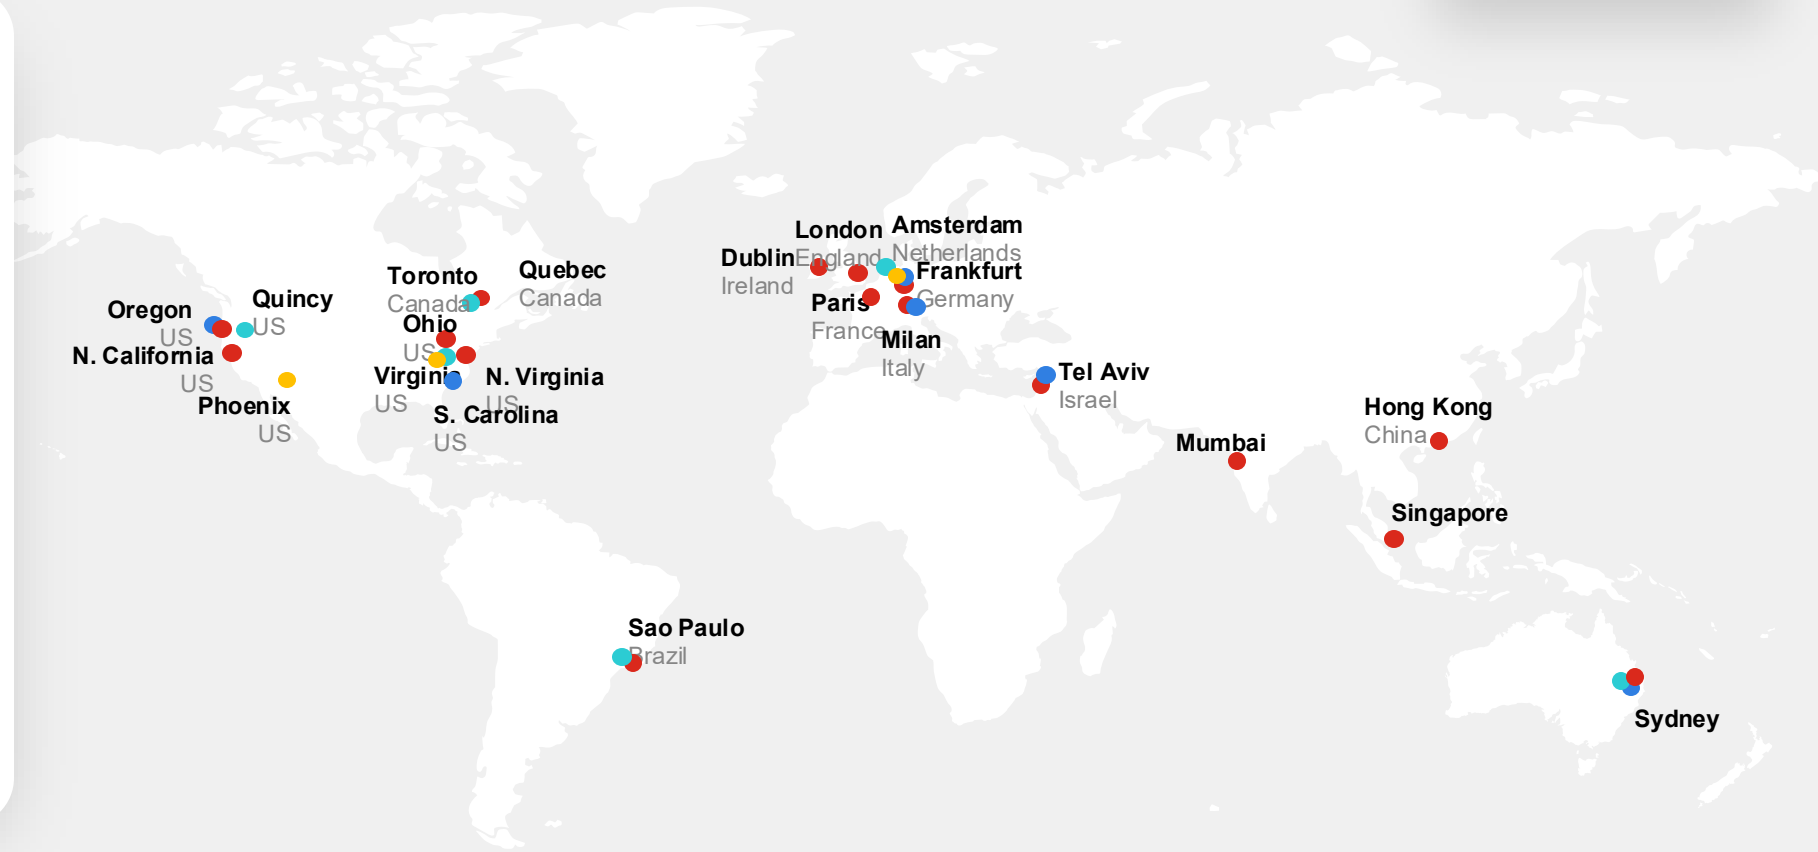 London
England
Amsterdam
Netherlands
Dublin
Ireland
Frankfurt
Germany
Paris
France
Milan
Italy
Toronto
Canada
Quebec
Canada
Oregon
US
Quincy
US
Ohio
US
N. California
US
Virginia
US
N. Virginia
US
Phoenix
US
S. Carolina
US
Tel Aviv
Israel
Hong Kong
China
Mumbai
Singapore
Sao Paulo
Brazil
Sydney